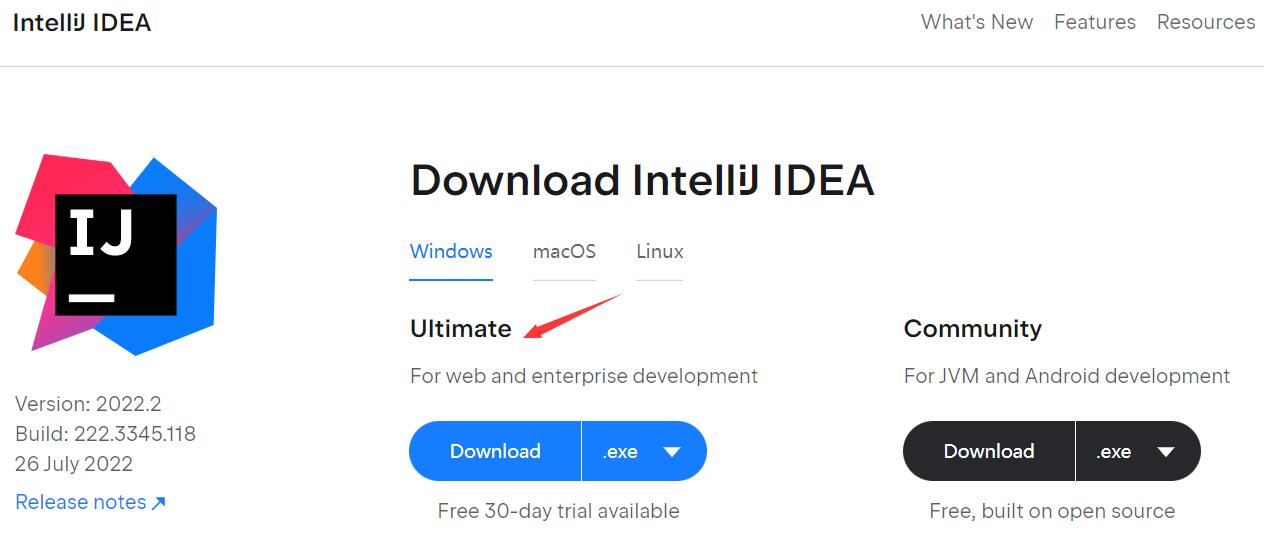 IntelliJ IDEA
What's New Features Resources
IJ
Version: 2022.2
Build: 222.3345.118
26 July 2022
Release notes
Download IntelliJ IDEA
Windows macOS Linux
Ultimate
For web and enterprise development
Download .exe
Free 30-day trial available
Community
For JVM and Android development
Download .exe
Free, built on open source